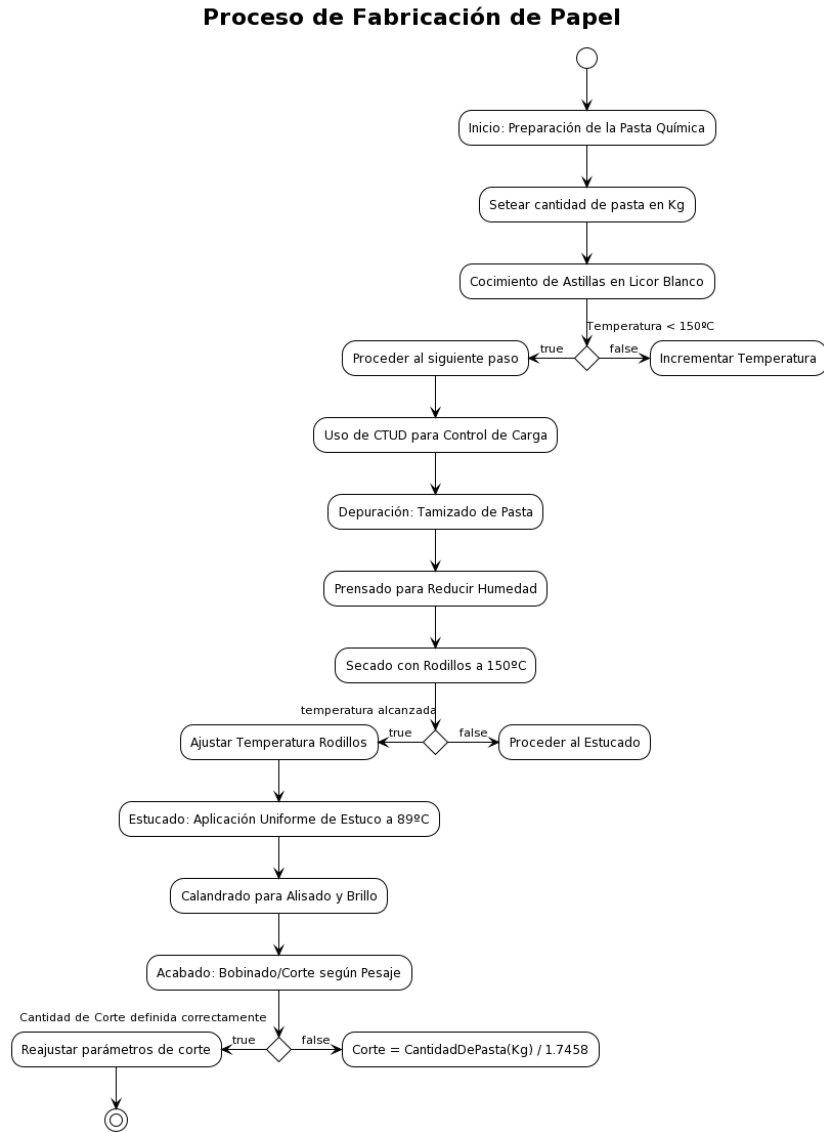 Proceso de Fabricación de Papel
Inicio: Preparación de la Pasta Química
Setear cantidad de pasta en Kg
Cocimiento de Astillas en Licor Blanco
Temperatura < 150ºC
Proceder al siguiente paso
true
false
Incrementar Temperatura
Uso de CTUD para Control de Carga
Depuración: Tamizado de Pasta
Prensado para Reducir Humedad
Secado con Rodillos a 150ºC
temperatura alcanzada
Ajustar Temperatura Rodillos
true
false
Proceder al Estucado
Estucado: Aplicación Uniforme de Estuco a 89ºC
Calandrado para Alisado y Brillo
Acabado: Bobinado/Corte según Pesaje
Cantidad de Corte definida correctamente
Reajustar parámetros de corte
true
false
Corte = CantidadDePasta(Kg) / 1.7458